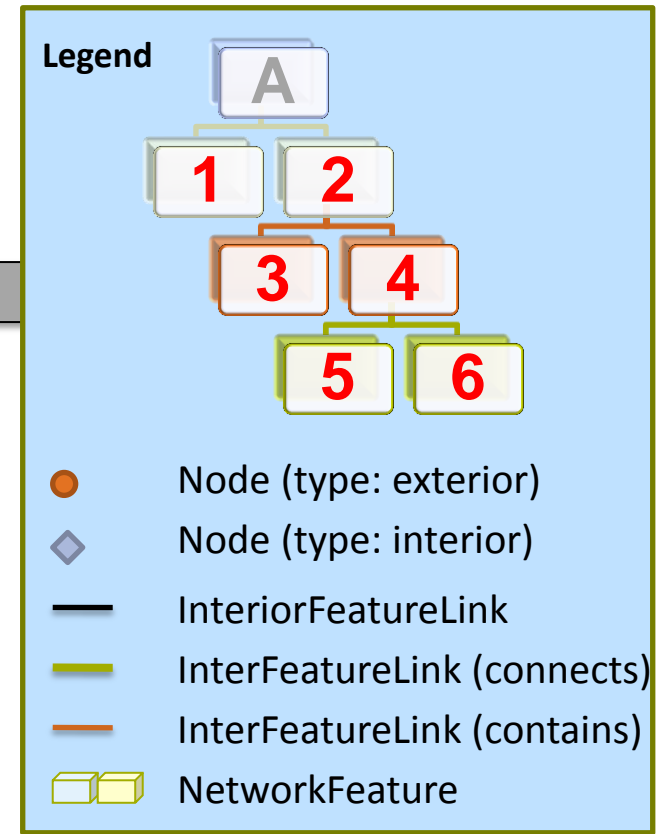 Legend
A
1 2
3 4
5 6
Node (type: exterior)
Node (type: interior)
InteriorFeatureLink
InterFeatureLink (connects)
InterFeatureLink (contains)
NetworkFeature